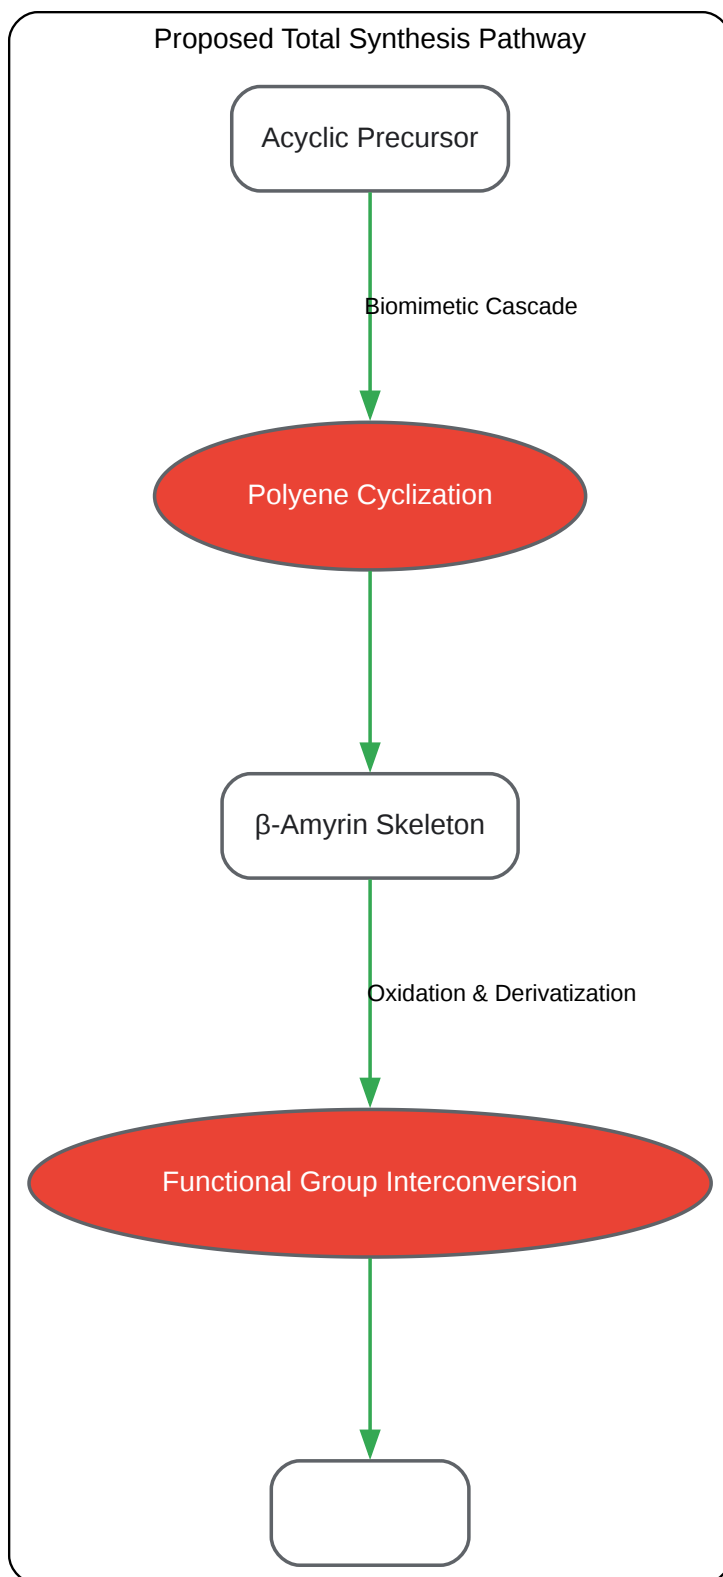 Proposed Total Synthesis Pathway
Acyclic Precursor
Biomimetic Cascade
Polyene Cyclization
β-Amyrin Skeleton
Oxidation & Derivatization
Functional Group Interconversion